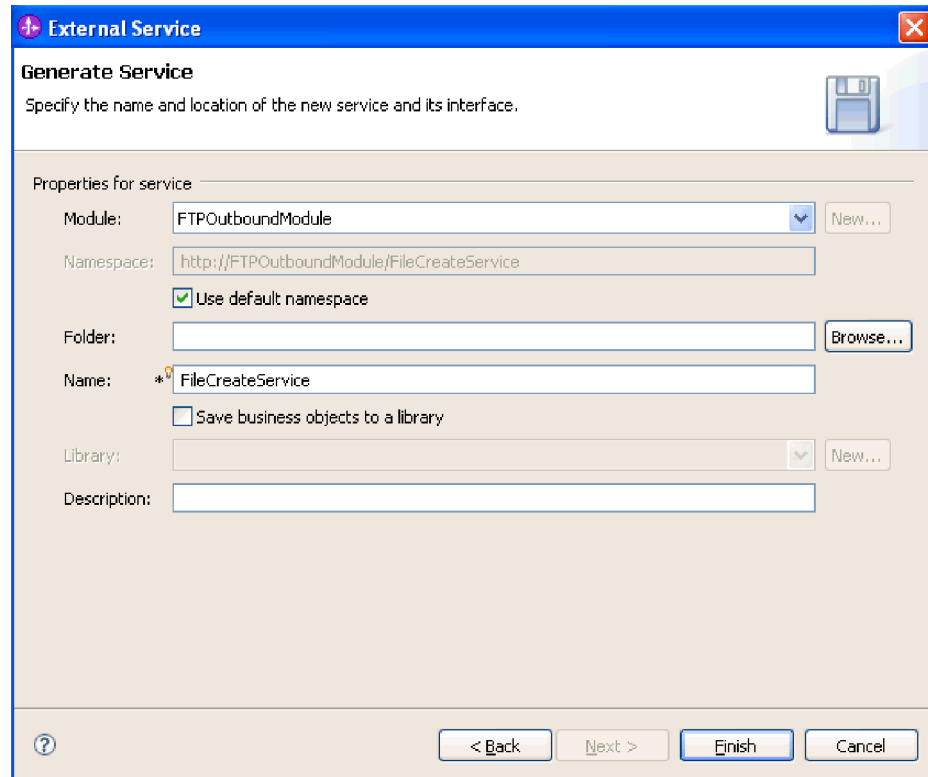 External Service
Generate Service
Specify the name and location of the new service and its interface.
Properties for service
Module: FTPOutboundModule New...
Namespace: http://FTPOutboundModule/FileCreateService
Use default namespace
Folder: Browse...
Name: * FileCreateService
Save business objects to a library
Library: New...
Description:
? < Back Next > Finish Cancel